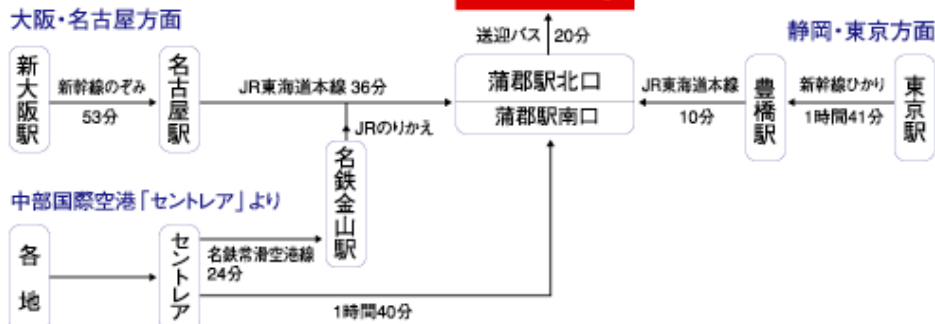 大阪・名古屋方面
送迎バス 20分
静岡・東京方面
新大阪駅
新幹線のぞみ
53分
名古屋駅
JR東海道本線 36分
蒲郡駅北口
蒲郡駅南口
JR東海道本線
10分
豊橋駅
新幹線ひかり
1時間41分
東京駅
JRのりかえ
名鉄金山駅
中部国際空港「セントレア」より
各地
セントレア
名鉄常滑空港線
24分
1時間40分